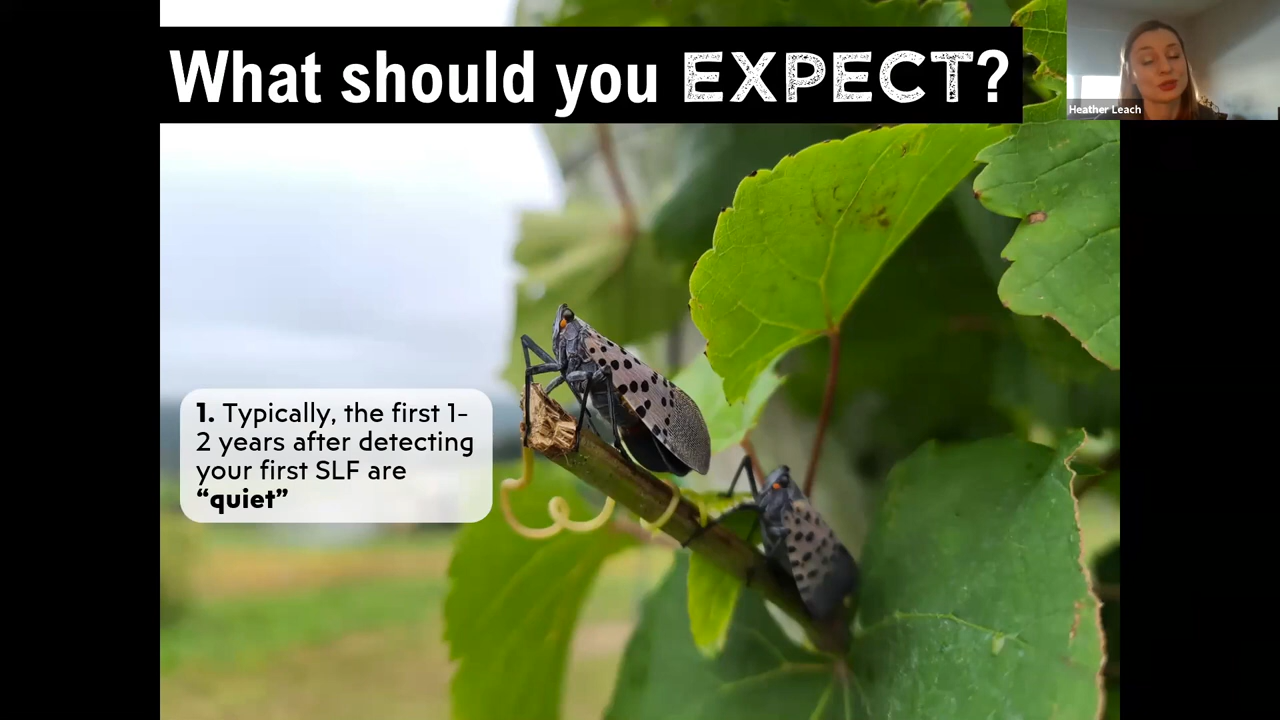 What should you EXPECT?
Heather Leach
1. Typically, the first 1-
2 years after detecting
your first SLF are
“quiet”